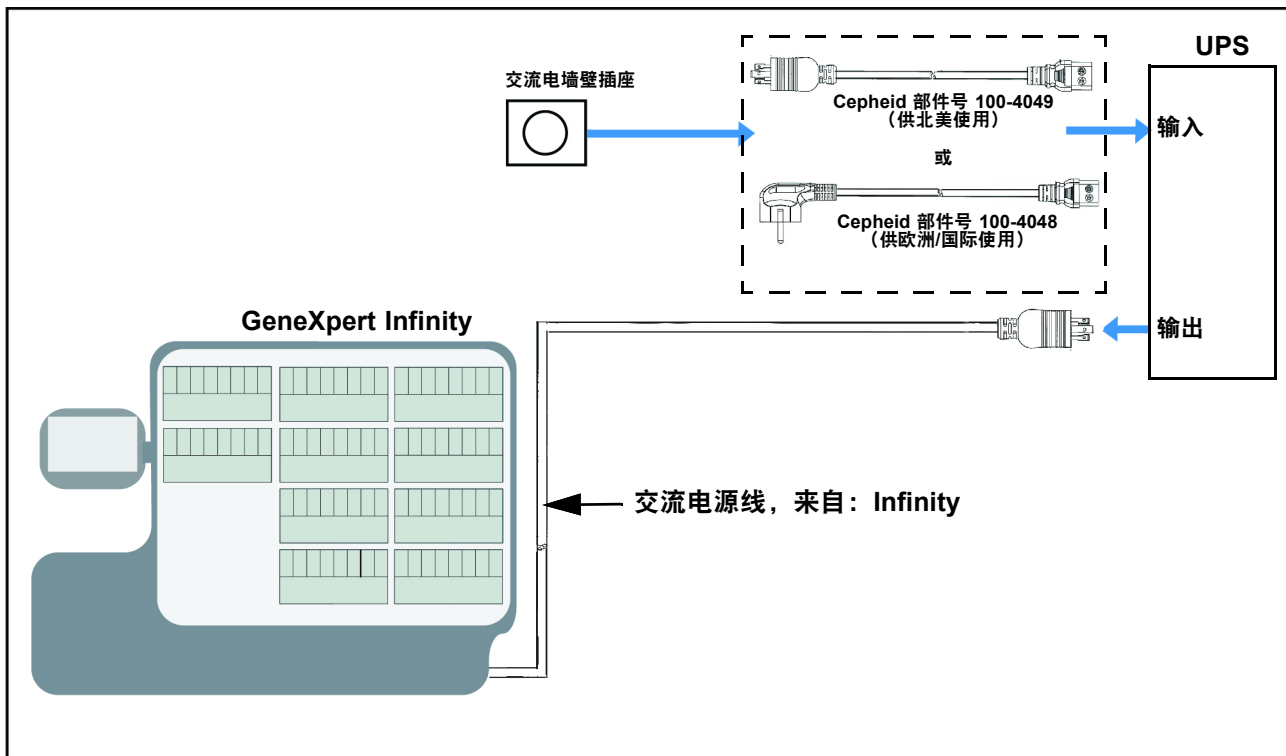 UPS
交流电墙壁插座
Cepheid 部件号 100-4049
（供北美使用）
输入
或
Cepheid 部件号 100-4048
（供欧洲/国际使用）
GeneXpert Infinity
输出
交流电源线，来自：Infinity